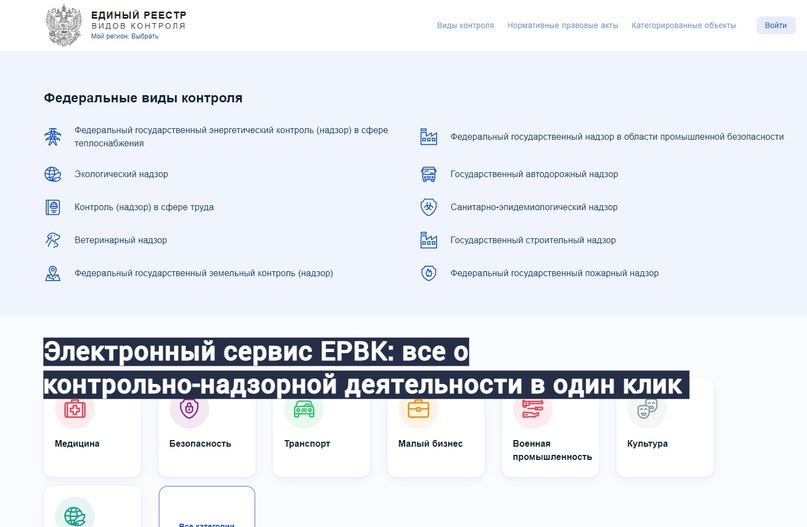 ЕДИНЫЙ РЕЕСТР
ВИДОВ КОНТРОЛЯ
Мой регион: Выбрать
Виды контроля
Нормативные правовые акты
Категорированные объекты
Войти
Федеральные виды контроля
Федеральный государственный энергетический контроль (надзор) в сфере
теплоснабжения
Федеральный государственный надзор в области промышленной безопасности
Экологический надзор
Государственный автодорожный надзор
Контроль (надзор) в сфере труда
Санитарно-эпидемиологический надзор
Ветеринарный надзор
Государственный строительный надзор
Федеральный государственный земельный контроль (надзор)
Федеральный государственный пожарный надзор
Электронный сервис ЕРВК: все о
контрольно-надзорной деятельности в один клик
Медицина
Безопасность
Транспорт
Малый бизнес
Военная
промышленность
Культура
Все категории